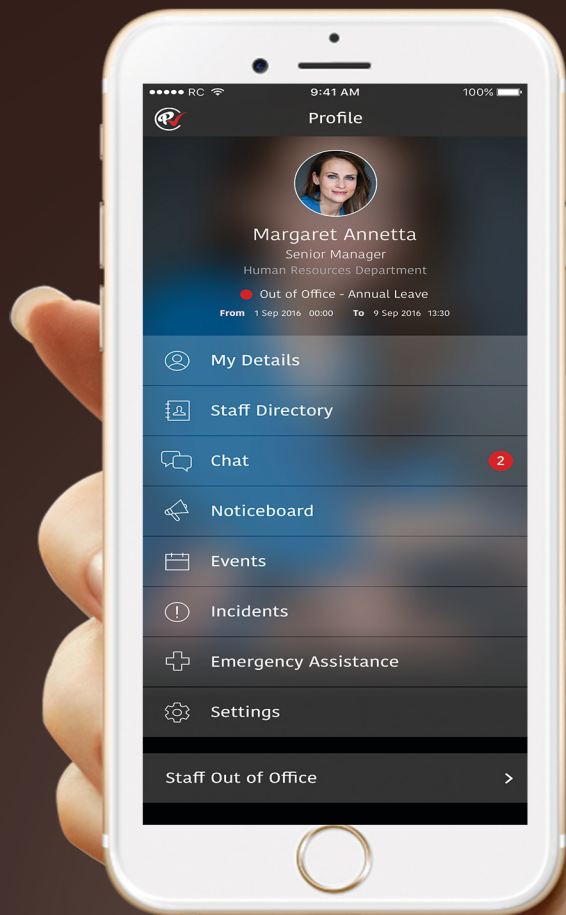 RC 9:41 AM 100%
Profile
Margaret Annetta
Senior Manager
Human Resources Department
Out of Office - Annual Leave
From 1 Sep 2016 00:00 To 9 Sep 2016 13:30
My Details
Staff Directory
Chat 2
Noticeboard
Events
Incidents
Emergency Assistance
Settings
Staff Out of Office